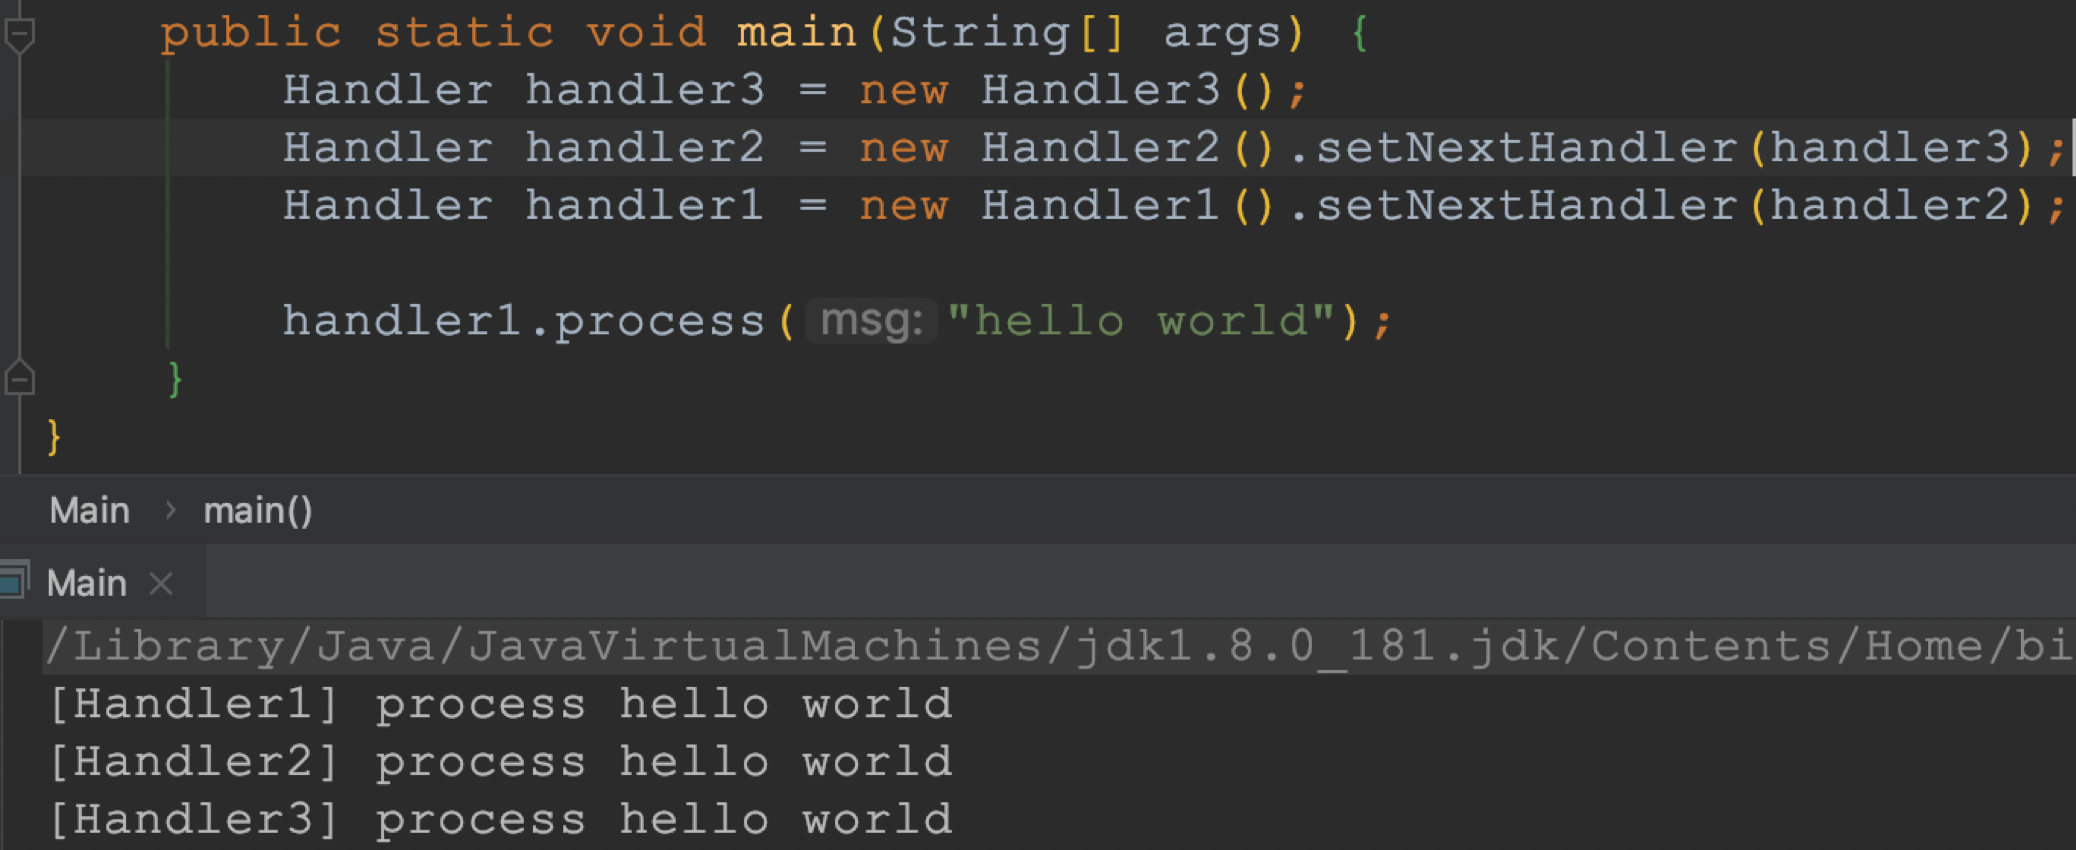 public static void main(String[] args) {
Handler handler3 = new Handler3();
Handler handler2 = new Handler2().setNextHandler(handler3);
Handler handler1 = new Handler1().setNextHandler(handler2);
handler1.process( msg: "hello world");
}
}
Main › main()
Main ×
/Library/Java/JavaVirtualMachines/jdk1.8.0_181.jdk/Contents/Home/bi
[Handler1] process hello world
[Handler2] process hello world
[Handler3] process hello world